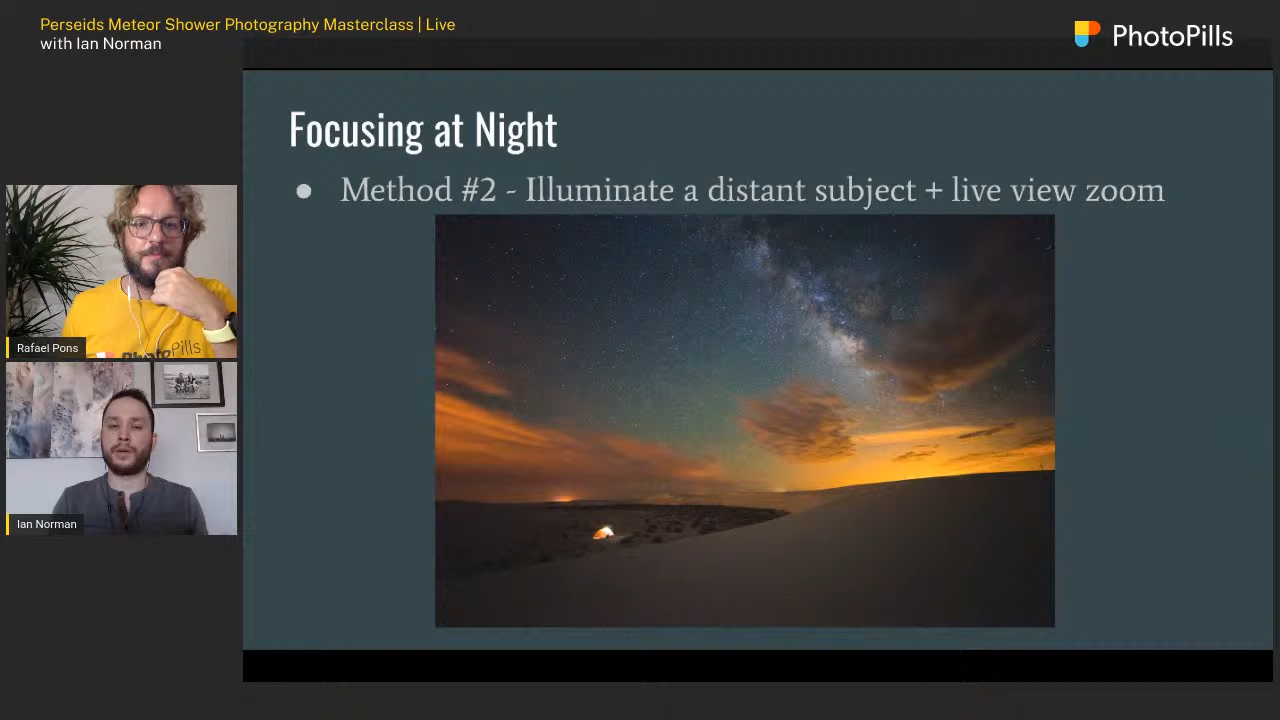 Perseids Meteor Shower Photography Masterclass | Live
with Ian Norman
PhotoPills
Focusing at Night
● Method #2 - Illuminate a distant subject + live view zoom
PhotoPills
Rafael Pons
Ian Norman